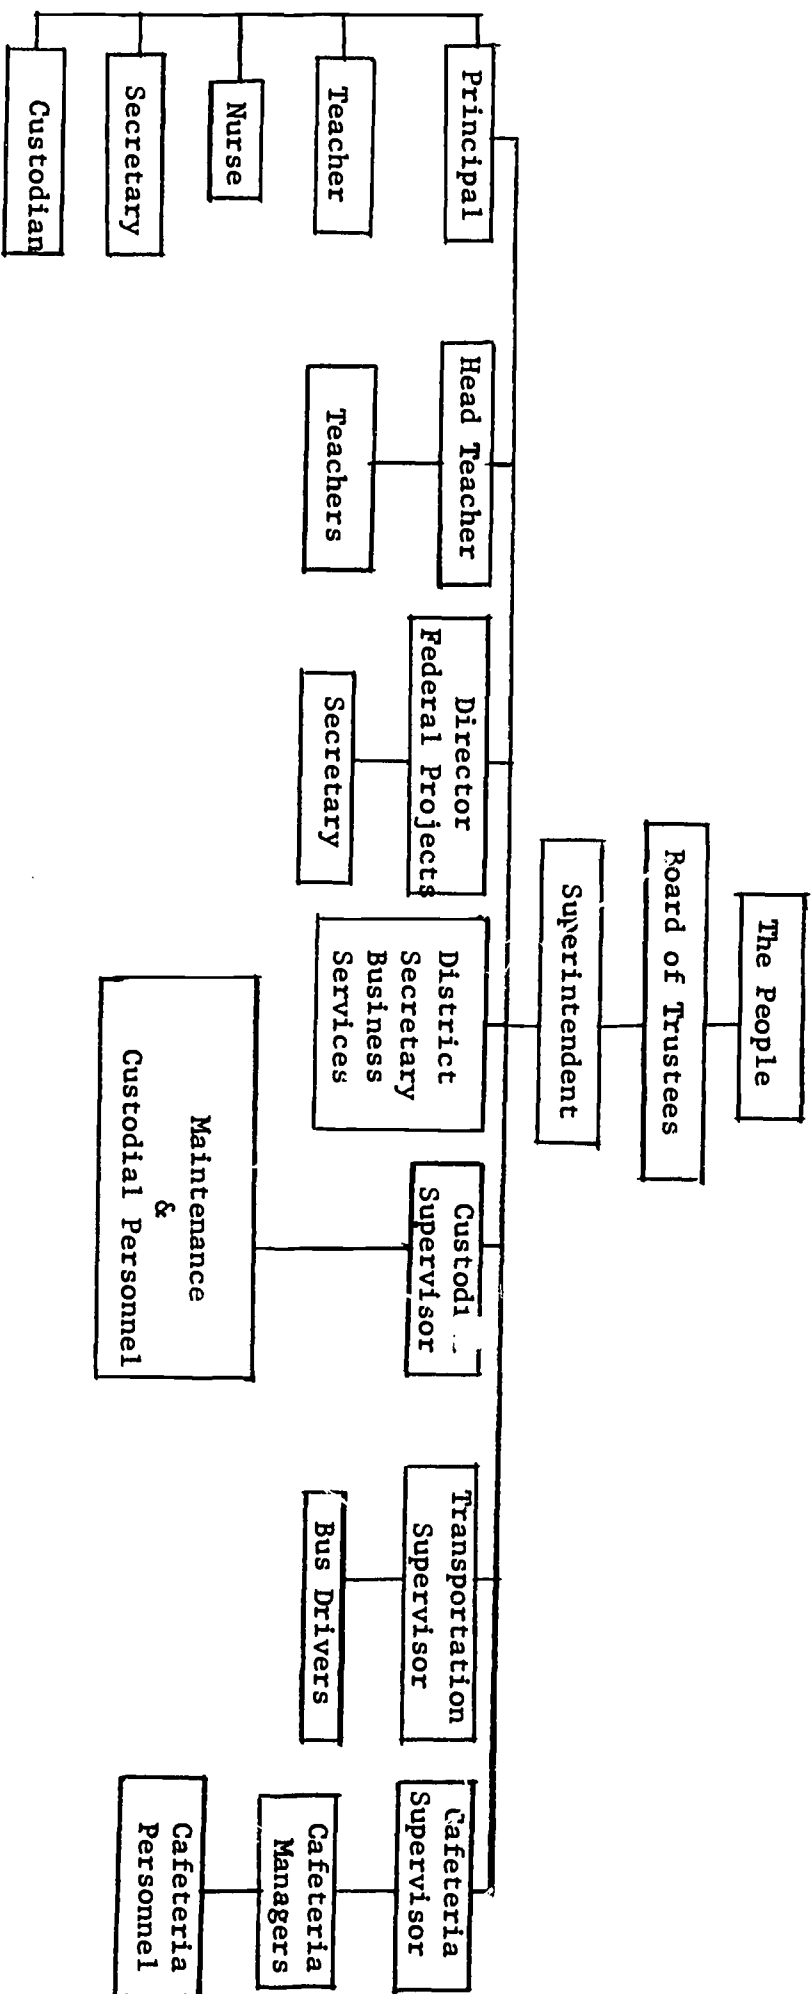 The People
Board of Trustees
Superintendent
Principal
Head Teacher
Director
Federal Projects
District
Secretary
Business
Services
Supervisor
Transportation
Supervisor
Cafeteria
Supervisor
Teacher
Teachers
Secretary
Bus Drivers
Cafeteria
Managers
Nurse
Maintenance
&
Custodial Personnel
Cafeteria
Personnel
Secretary
Custodian